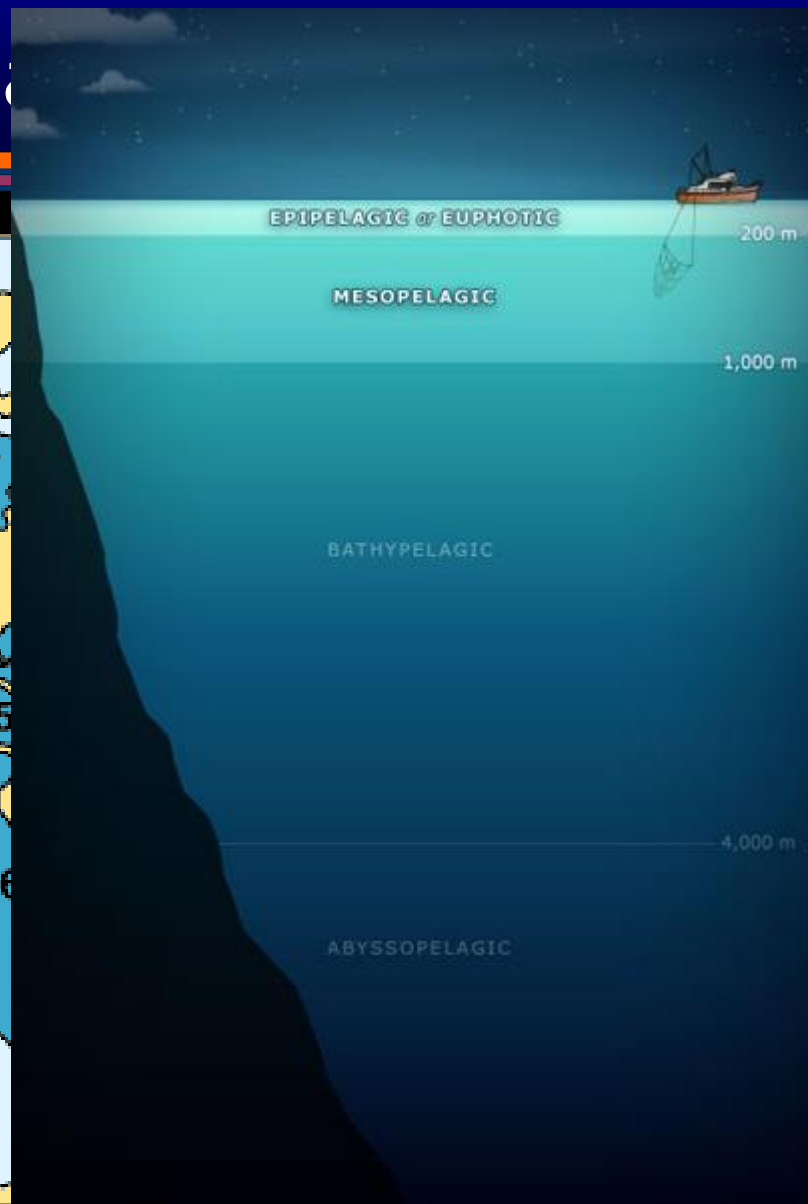 EPIPELAGIC or EUPHOTIC
200 m
MESOPELAGIC
1,000 m
BATHYPELAGIC
4,000 m
ABYSSOPELAGIC